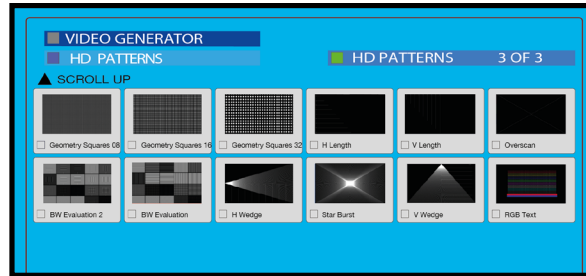 VIDEO GENERATOR
HD PATTERNS
HD PATTERNS 3 OF 3
SCROLL UP
Geometry Squares 08
Geometry Squares 16
Geometry Squares 32
H Length
V Length
Overscan
BW Evaluation 2
BW Evaluation
H Wedge
Star Burst
V Wedge
RGB Text